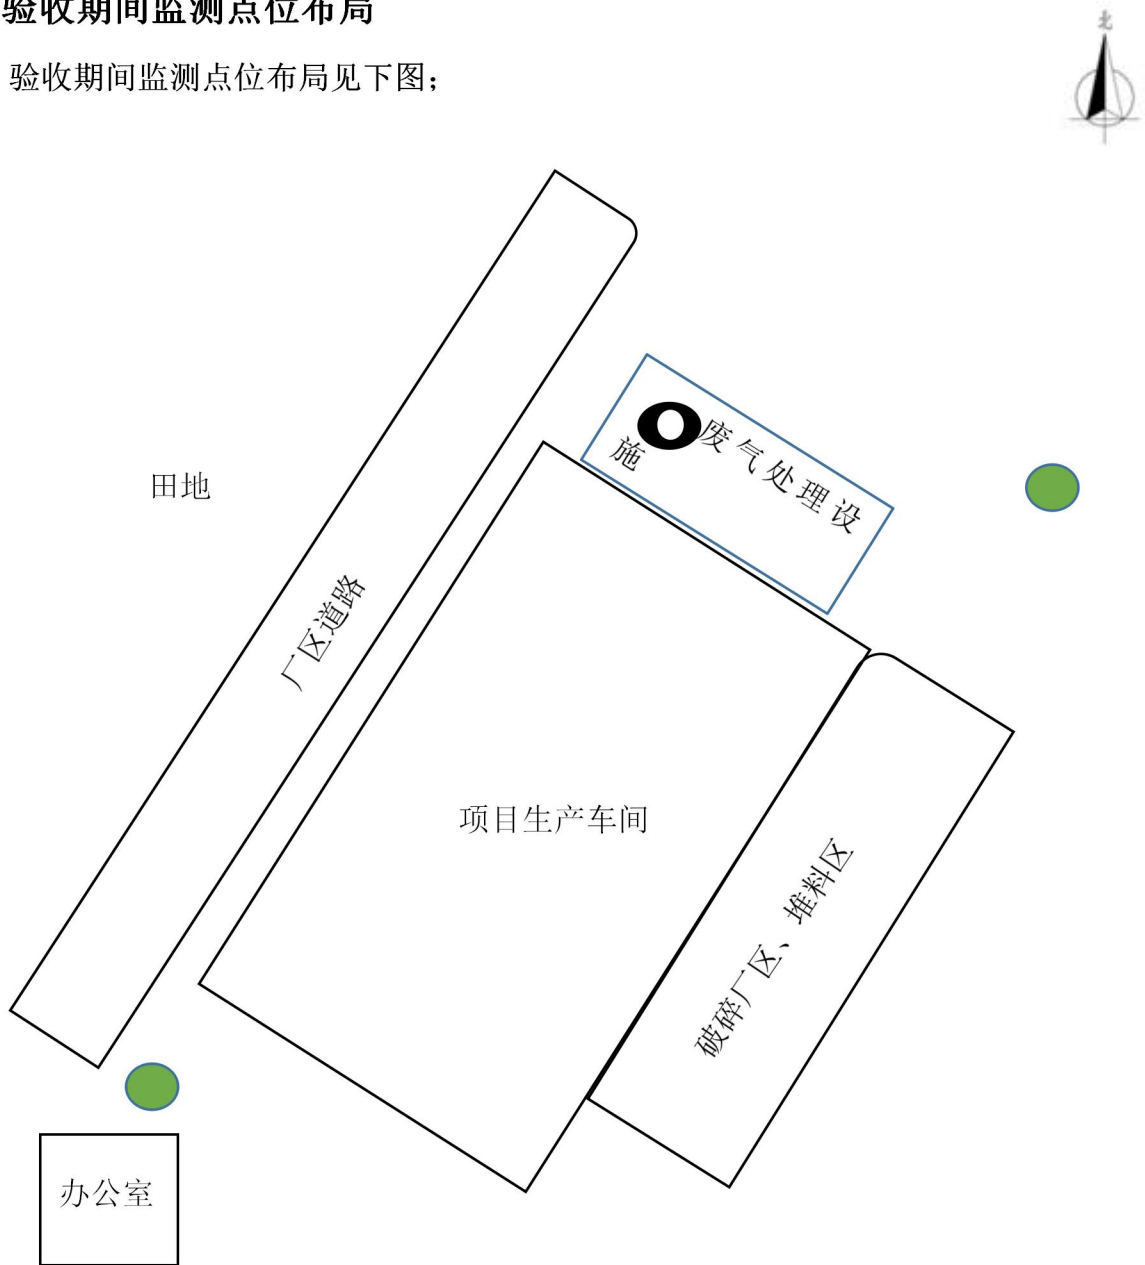 验收期间监测点位布局
北
验收期间监测点位布局见下图；
废气处理设
施
田地
厂区道路
项目生产车间
破碎厂区、堆料区
办公室